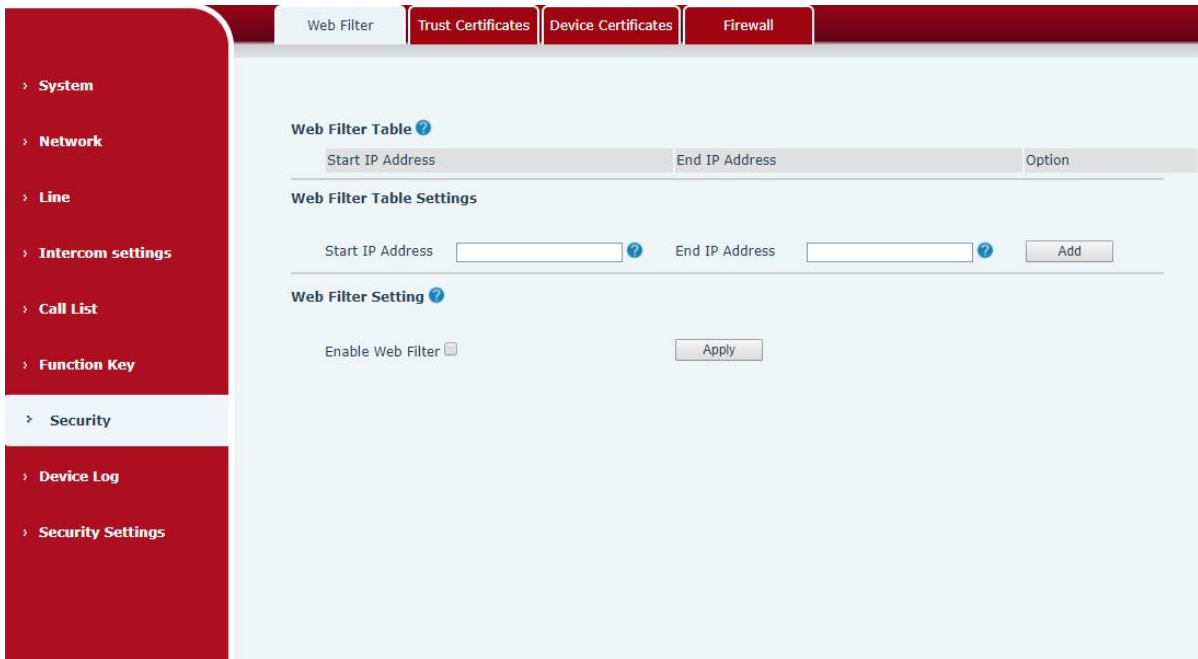 Web Filter
Trust Certificates
Device Certificates
Firewall
System
Network
Line
Intercom settings
Call List
Function Key
Security
Device Log
Security Settings
Web Filter Table ?
Start IP Address End IP Address Option
Web Filter Table Settings
Start IP Address ? End IP Address ? Add
Web Filter Setting ?
Enable Web Filter Apply